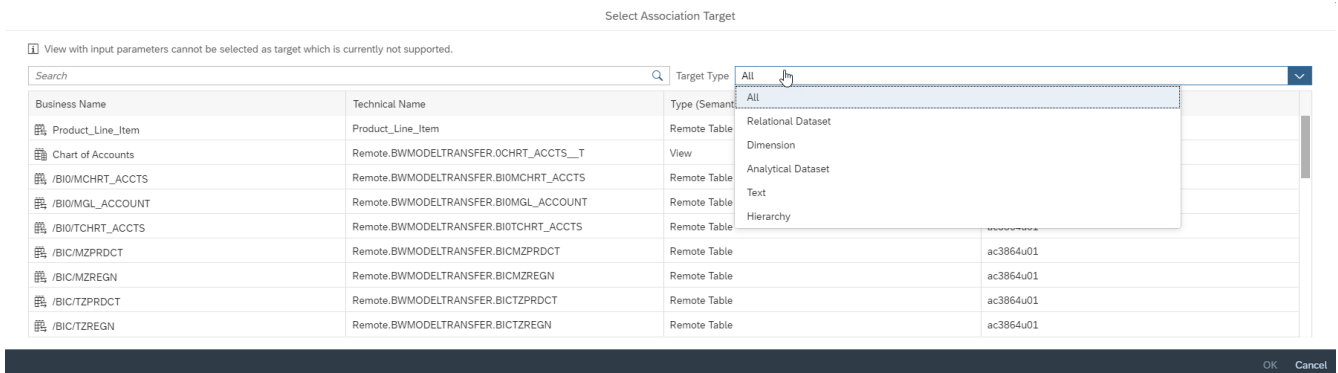 Select Association Target
View with input parameters cannot be selected as target which is currently not supported.
Search Target Type All
Business Name Technical Name Type (Semant
All
Relational Dataset
Dimension
Analytical Dataset
Text
Hierarchy
Product_Line_Item Product_Line_Item Remote Table
Chart of Accounts Remote.BWMODELTRANSFER.0CHRT_ACCTS__T View
/BI0/MCHRT_ACCTS Remote.BWMODELTRANSFER.BI0MCHRT_ACCTS Remote Table
/BI0/MGL_ACCOUNT Remote.BWMODELTRANSFER.BI0MGL_ACCOUNT Remote Table
/BI0/TCHRT_ACCTS Remote.BWMODELTRANSFER.BI0TCHRT_ACCTS Remote Table
/BIC/MZPRDCT Remote.BWMODELTRANSFER.BICMZPRDCT Remote Table ac3864u01
/BIC/MZREGN Remote.BWMODELTRANSFER.BICMZREGN Remote Table ac3864u01
/BIC/TZPRDCT Remote.BWMODELTRANSFER.BICTZPRDCT Remote Table ac3864u01
/BIC/TZREGN Remote.BWMODELTRANSFER.BICTZREGN Remote Table ac3864u01
OK Cancel